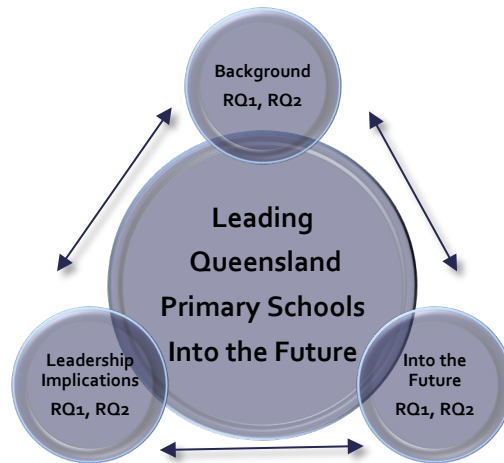 Background
RQ1, RQ2
Leading
Queensland
Primary Schools
Into the Future
Leadership
Implications
RQ1, RQ2
Into the
Future
RQ1, RQ2